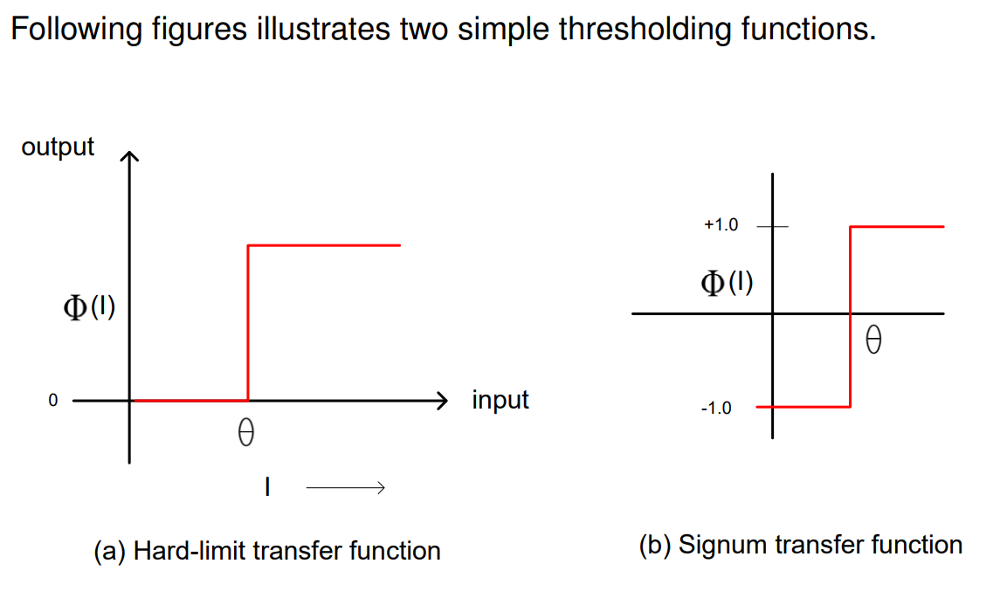 Following figures illustrates two simple thresholding functions.
output
Φ(I)
0
θ
input
I
(a) Hard-limit transfer function
+1.0
Φ(I)
θ
-1.0
(b) Signum transfer function